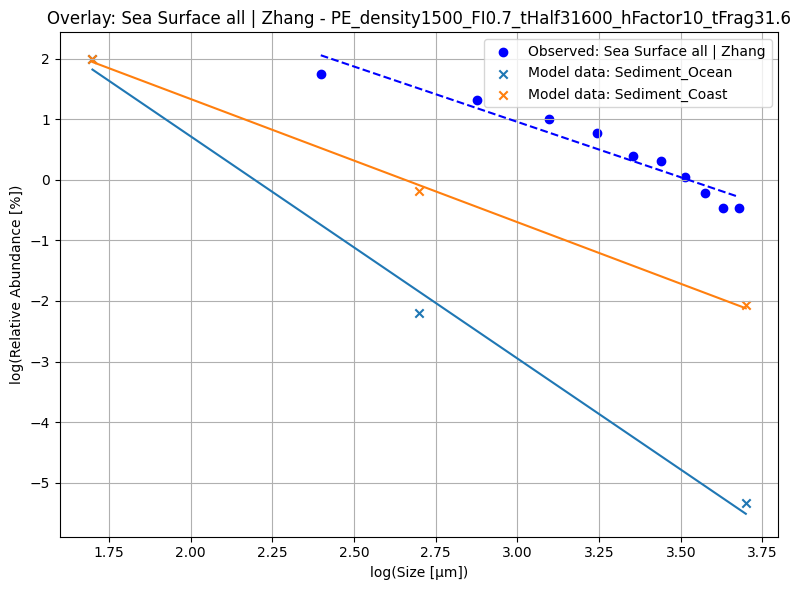 Overlay: Sea Surface all | Zhang - PE_density1500_FI0.7_tHalf31600_hFactor10_tFrag31.6
Observed: Sea Surface all | Zhang
Model data: Sediment_Ocean
Model data: Sediment_Coast
log(Relative Abundance [%])
2
1
0
−1
−2
−3
−4
−5
1.75
2.00
2.25
2.50
2.75
3.00
3.25
3.50
3.75
log(Size [μm])